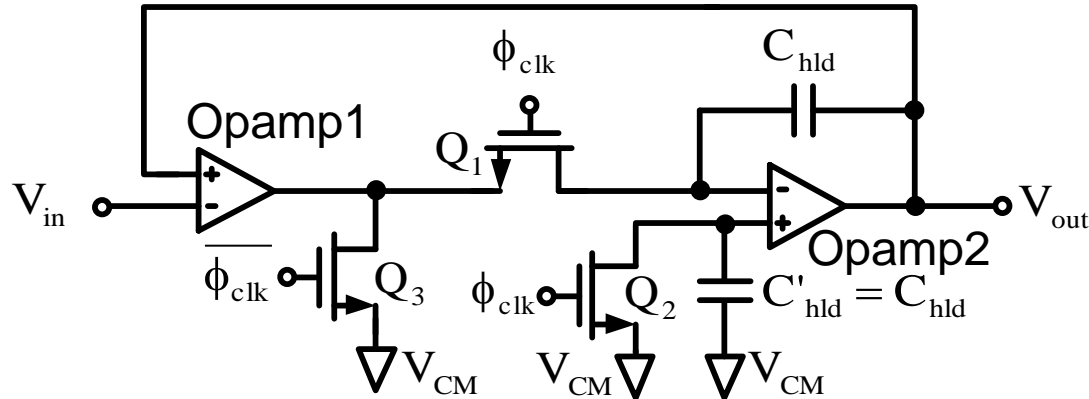 ϕclk
Chld
Opamp1
Q1
+
-
Vin
-
+
Vout
Opamp2
ϕclk
Q3
ϕclk
Q2
C'hld = Chld
VCM
VCM
VCM